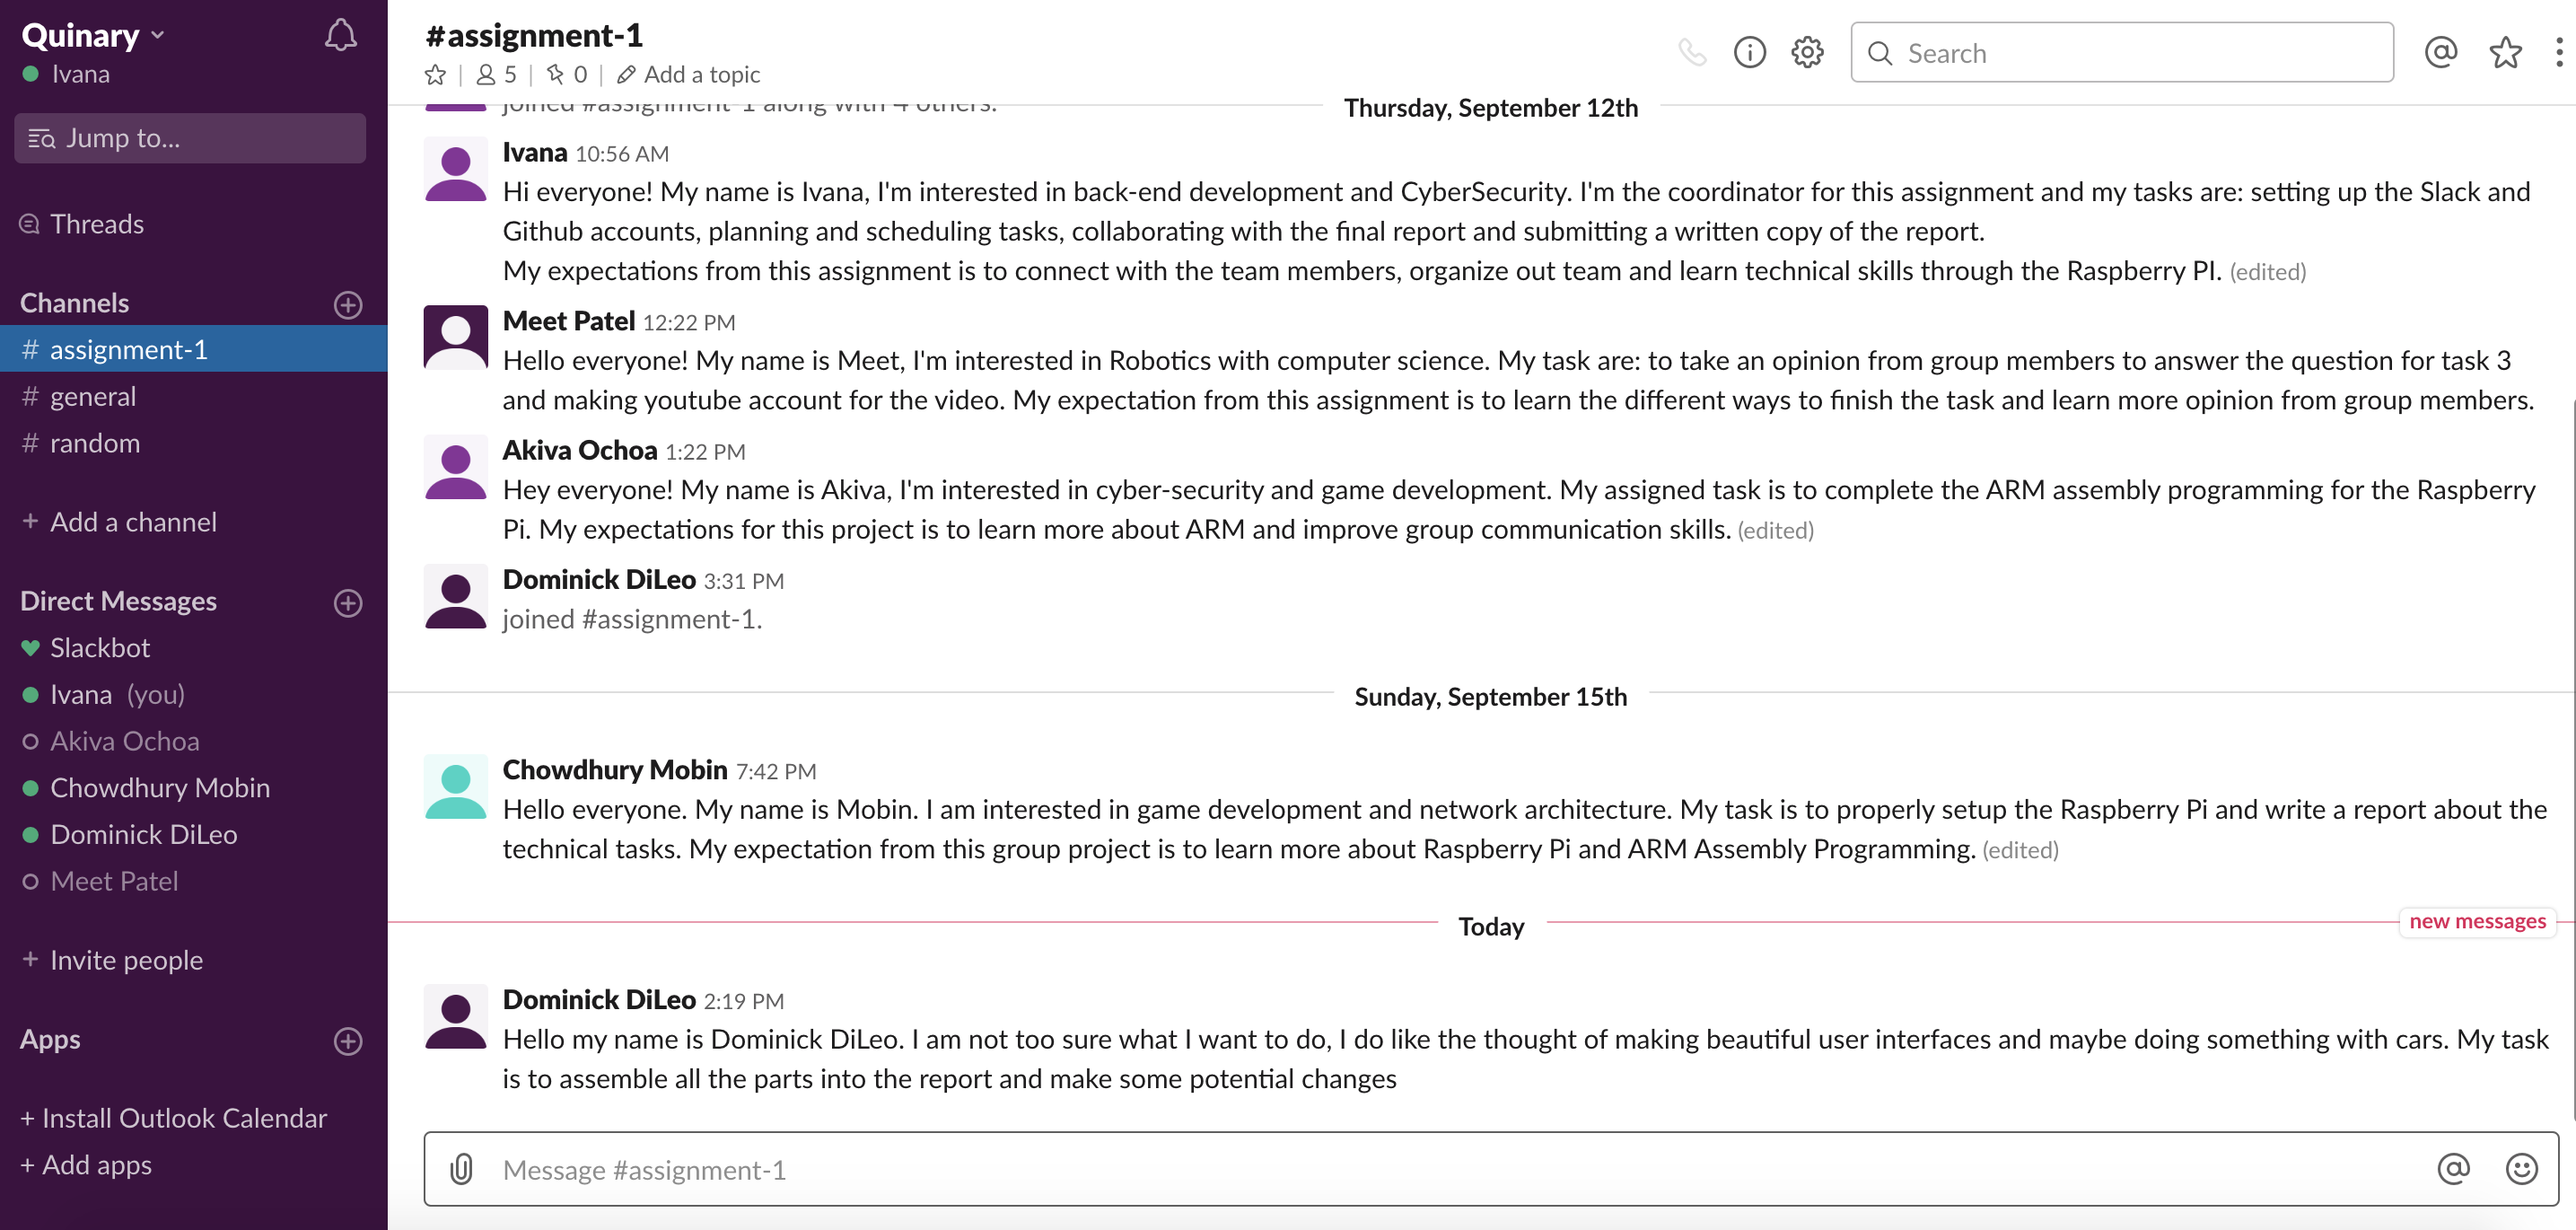 Quinary
Ivana
Jump to...
Threads
Channels
# assignment-1
# general
# random
+ Add a channel
Direct Messages
Slackbot
Ivana (you)
Akiva Ochoa
Chowdhury Mobin
Dominick DiLeo
Meet Patel
+ Invite people
Apps
+ Install Outlook Calendar
+ Add apps
#assignment-1
5 | 0 | Add a topic
Search
joined #assignment-1 along with 4 others.
Thursday, September 12th
Ivana 10:56 AM
Hi everyone! My name is Ivana, I'm interested in back-end development and CyberSecurity. I'm the coordinator for this assignment and my tasks are: setting up the Slack and
Github accounts, planning and scheduling tasks, collaborating with the final report and submitting a written copy of the report.
My expectations from this assignment is to connect with the team members, organize out team and learn technical skills through the Raspberry PI. (edited)
Meet Patel 12:22 PM
Hello everyone! My name is Meet, I'm interested in Robotics with computer science. My task are: to take an opinion from group members to answer the question for task 3
and making youtube account for the video. My expectation from this assignment is to learn the different ways to finish the task and learn more opinion from group members.
Akiva Ochoa 1:22 PM
Hey everyone! My name is Akiva, I'm interested in cyber-security and game development. My assigned task is to complete the ARM assembly programming for the Raspberry
Pi. My expectations for this project is to learn more about ARM and improve group communication skills. (edited)
Dominick DiLeo 3:31 PM
joined #assignment-1.
Sunday, September 15th
Chowdhury Mobin 7:42 PM
Hello everyone. My name is Mobin. I am interested in game development and network architecture. My task is to properly setup the Raspberry Pi and write a report about the
technical tasks. My expectation from this group project is to learn more about Raspberry Pi and ARM Assembly Programming. (edited)
Today
new messages
Dominick DiLeo 2:19 PM
Hello my name is Dominick DiLeo. I am not too sure what I want to do, I do like the thought of making beautiful user interfaces and maybe doing something with cars. My task
is to assemble all the parts into the report and make some potential changes
Message #assignment-1